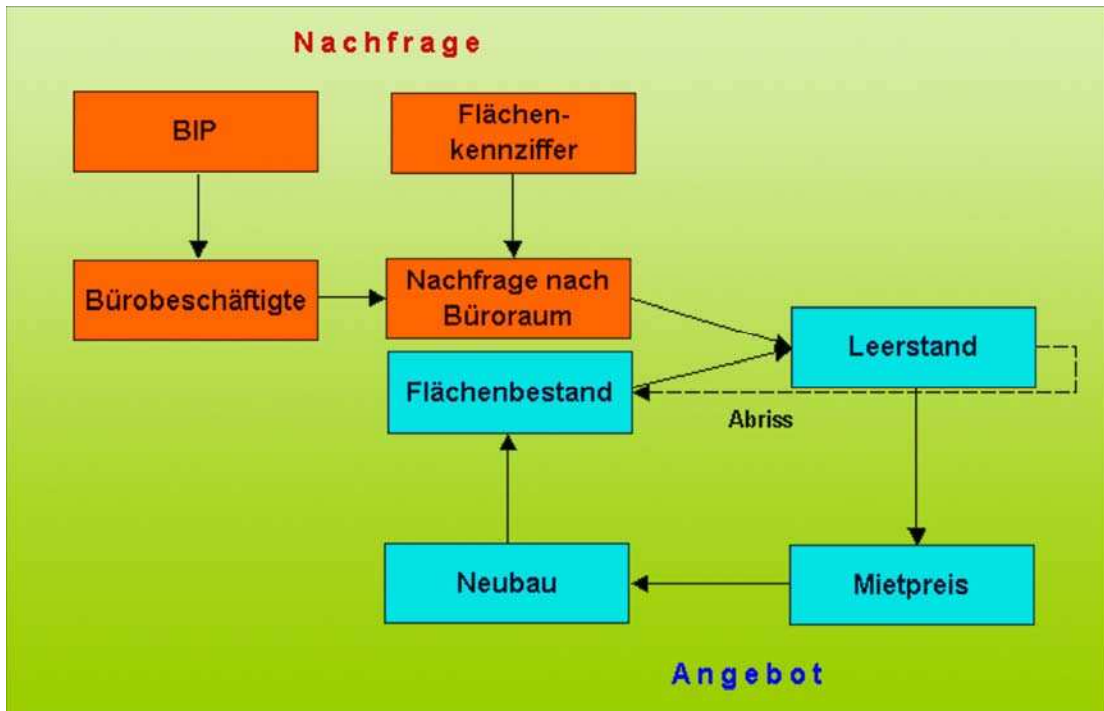 Nachfrage
BIP
Flächen-
kennziffer
Bürobeschäftigte
Nachfrage nach
Büroraum
Leerstand
Flächenbestand
Abriss
Neubau
Mietpreis
Angebot